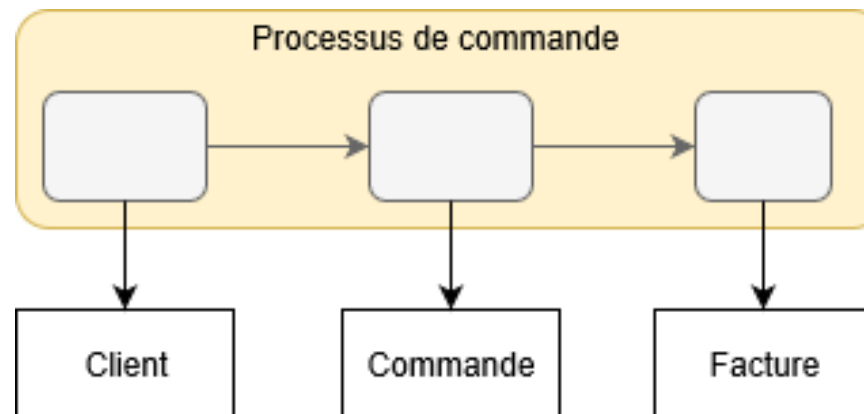 Processus de commande
Client
Commande
Facture